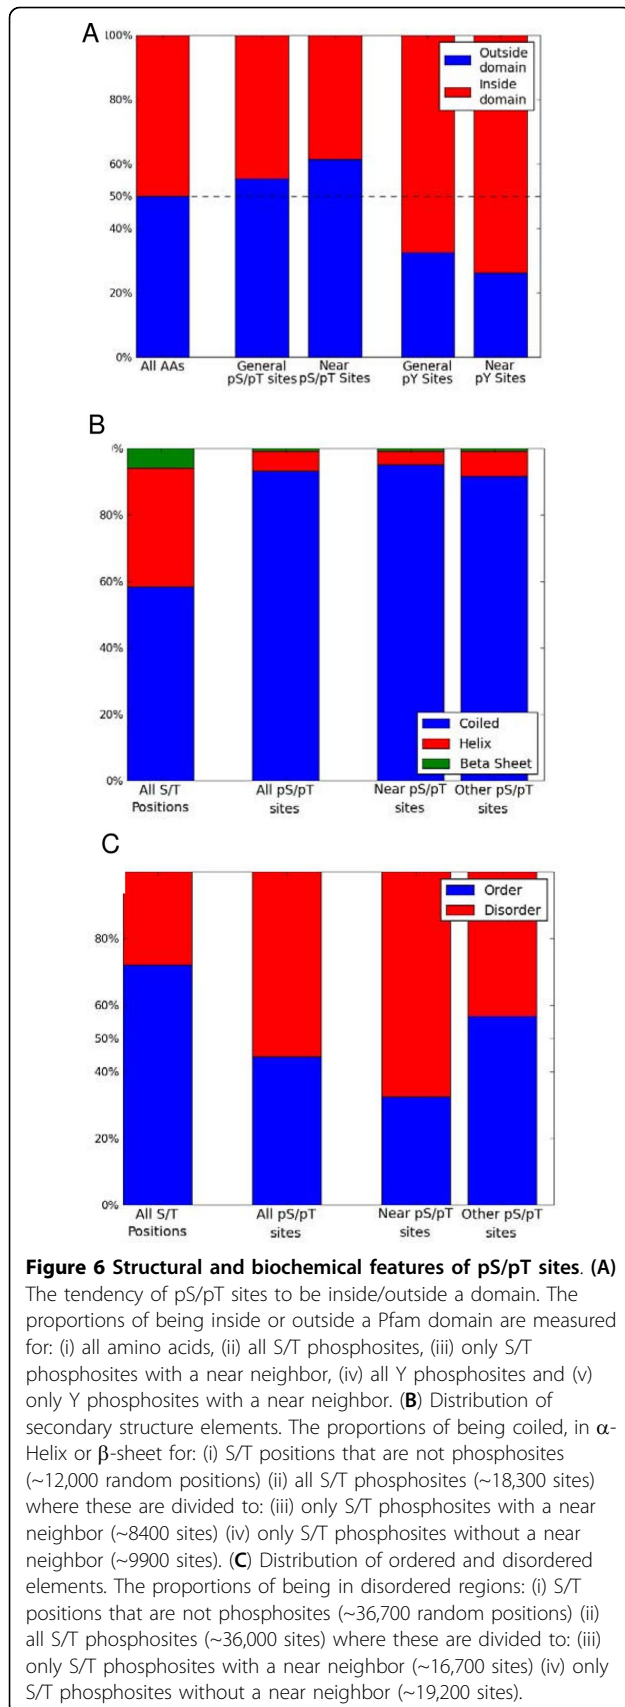 A
100%
Outside
domain
Inside
domain
80%
60%
50%
40%
20%
0%
All AAs
General
pS/pT sites
Near
pS/pT Sites
General
pY Sites
Near
pY Sites
B
)%
80%
60%
40%
20%
0%
Coiled
Helix
Beta Sheet
All S/T
Positions
All pS/pT
sites
Near pS/pT
sites
Other pS/pT
sites
C
Order
Disorder
80%
60%
50%
40%
20%
0%
All S/T
Positions
All pS/pT
sites
Near pS/pT
sites
Other pS/pT
sites
Figure 6 Structural and biochemical features of pS/pT sites. (A)
The tendency of pS/pT sites to be inside/outside a domain. The
proportions of being inside or outside a Pfam domain are measured
for: (i) all amino acids, (ii) all S/T phosphosites, (iii) only S/T
phosphosites with a near neighbor, (iv) all Y phosphosites and (v)
only Y phosphosites with a near neighbor. (B) Distribution of
secondary structure elements. The proportions of being coiled, in α-
Helix or β-sheet for: (i) S/T positions that are not phosphosites
(~12,000 random positions) (ii) all S/T phosphosites (~18,300 sites)
where these are divided to: (iii) only S/T phosphosites with a near
neighbor (~8400 sites) (iv) only S/T phosphosites without a near
neighbor (~9900 sites). (C) Distribution of ordered and disordered
elements. The proportions of being in disordered regions: (i) S/T
positions that are not phosphosites (~36,700 random positions) (ii)
all S/T phosphosites (~36,000 sites) where these are divided to: (iii)
only S/T phosphosites with a near neighbor (~16,700 sites) (iv) only
S/T phosphosites without a near neighbor (~19,200 sites).